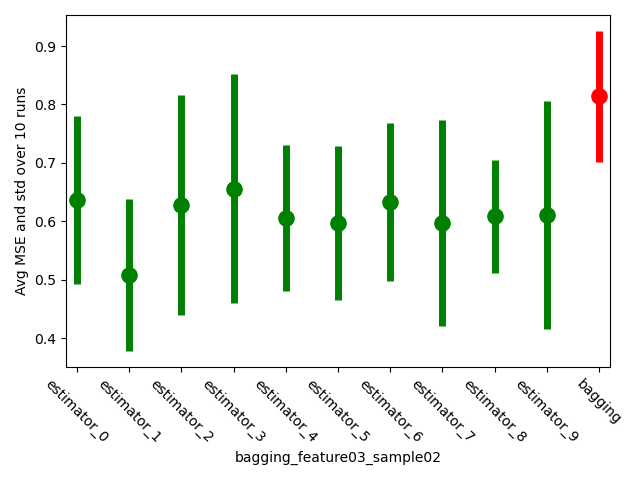 Avg MSE and std over 10 runs
0.9
0.8
0.7
0.6
0.5
0.4
estimator_0
estimator_1
estimator_2
estimator_3
estimator_4
estimator_5
estimator_6
estimator_7
estimator_8
estimator_9
bagging
bagging_feature03_sample02